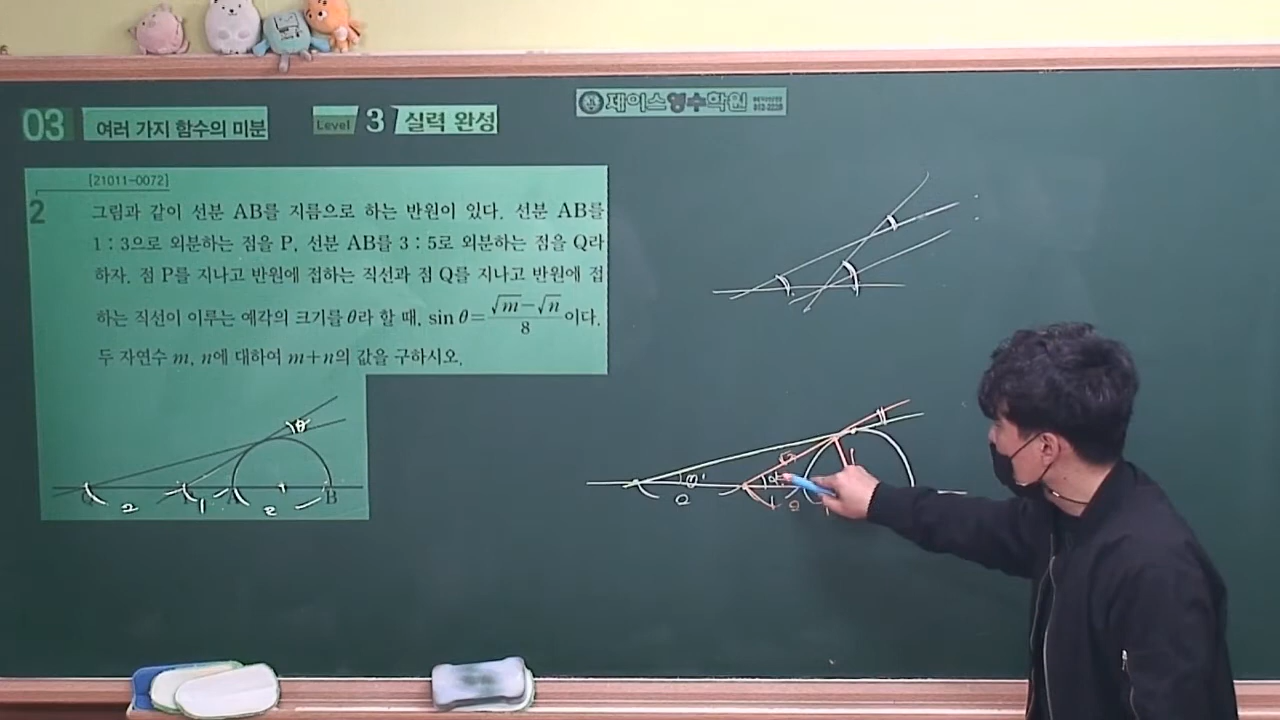 03 여러 가지 함수의 미분 Level 3 실력 완성
제이스영수학원
[21011-0072]
2 그림과 같이 선분 AB를 지름으로 하는 반원이 있다. 선분 AB를
1 : 3으로 외분하는 점을 P, 선분 AB를 3 : 5로 외분하는 점을 Q라
하자. 점 P를 지나고 반원에 접하는 직선과 점 Q를 지나고 반원에 접
하는 직선이 이루는 예각의 크기를 θ라 할 때, sin θ = (√m − √n)/8 이다.
두 자연수 m, n에 대하여 m+n의 값을 구하시오.
θ
B
2 1 2